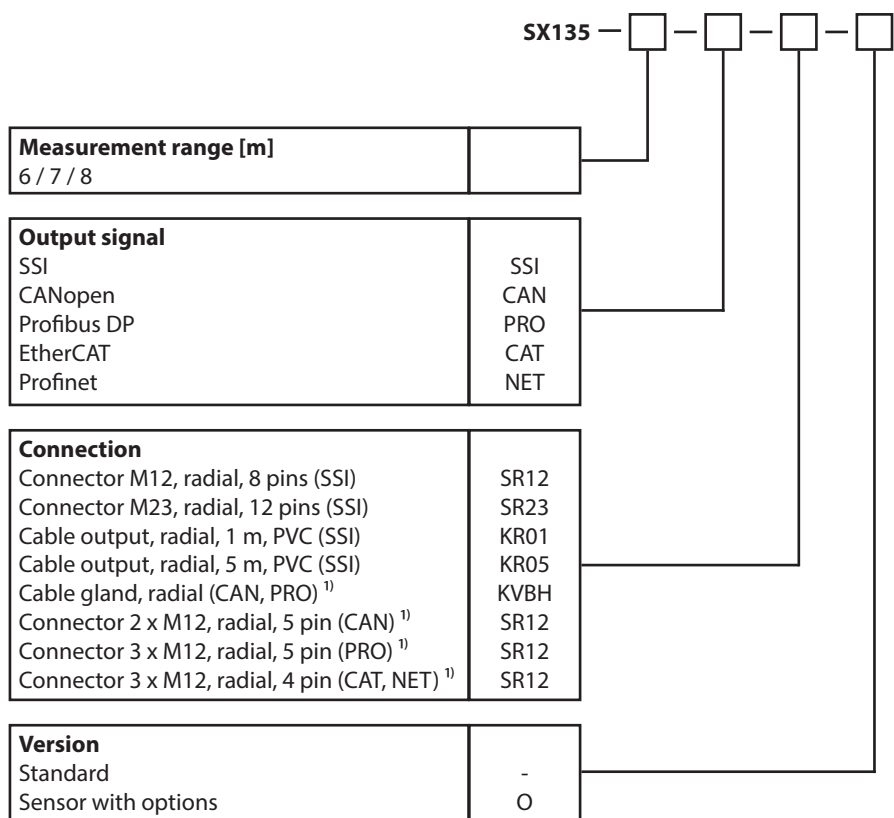 SX135 — □ — □ — □ — □
Measurement range [m]
6 / 7 / 8
Output signal
SSI SSI
CANopen CAN
Profibus DP PRO
EtherCAT CAT
Profinet NET
Connection
Connector M12, radial, 8 pins (SSI) SR12
Connector M23, radial, 12 pins (SSI) SR23
Cable output, radial, 1 m, PVC (SSI) KR01
Cable output, radial, 5 m, PVC (SSI) KR05
Cable gland, radial (CAN, PRO) ¹⁾ KVBH
Connector 2 x M12, radial, 5 pin (CAN) ¹⁾ SR12
Connector 3 x M12, radial, 5 pin (PRO) ¹⁾ SR12
Connector 3 x M12, radial, 4 pin (CAT, NET) ¹⁾ SR12
Version
Standard -
Sensor with options O